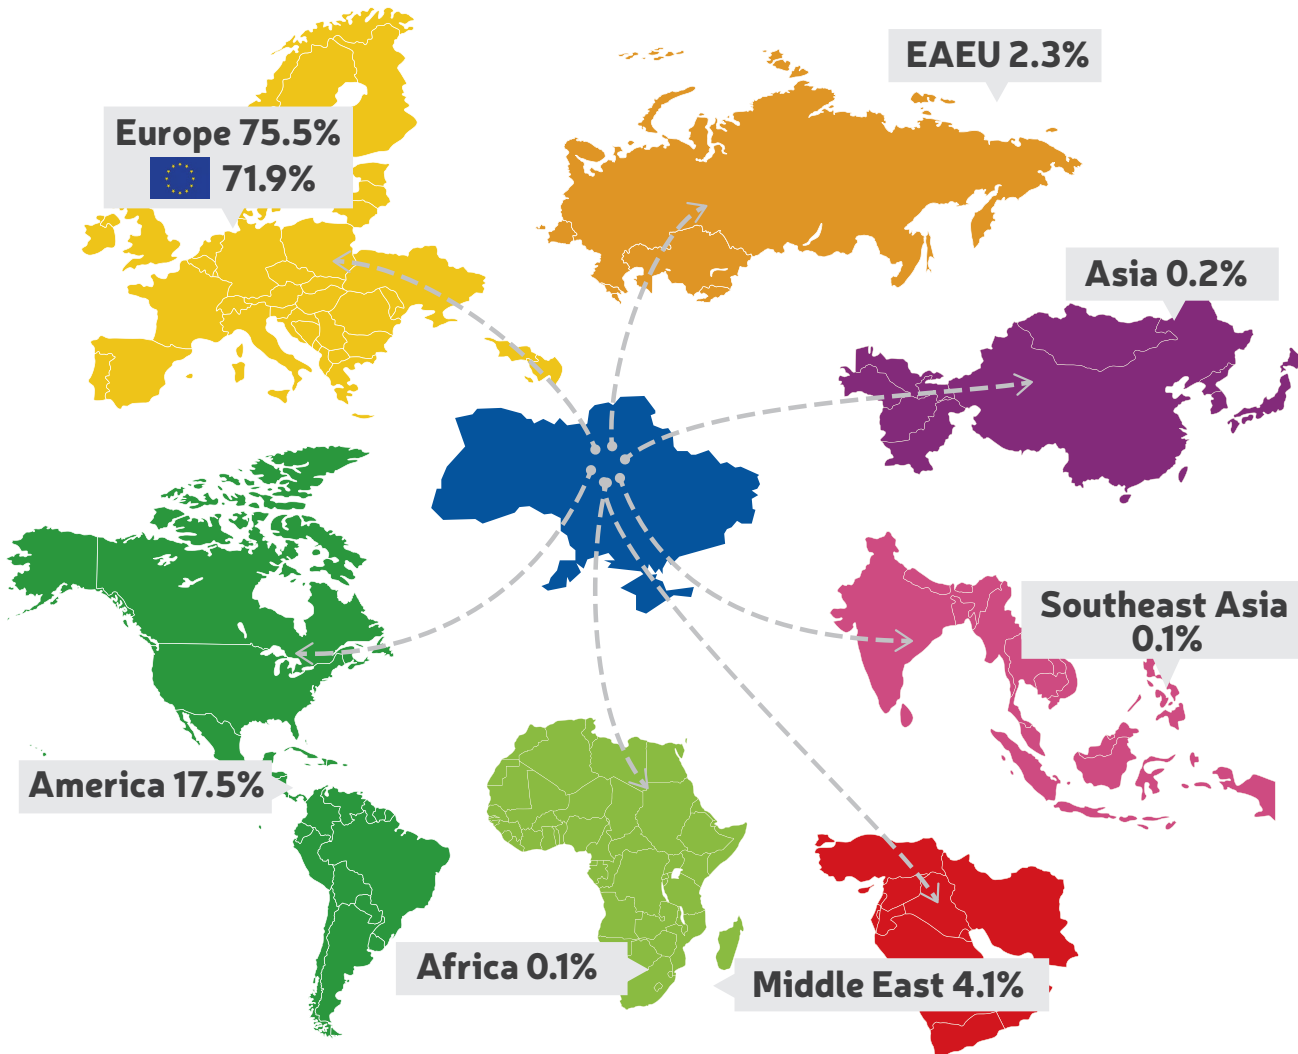 EAEU 2.3%
Europe 75.5%
71.9%
Asia 0.2%
Southeast Asia
0.1%
America 17.5%
Africa 0.1%
Middle East 4.1%